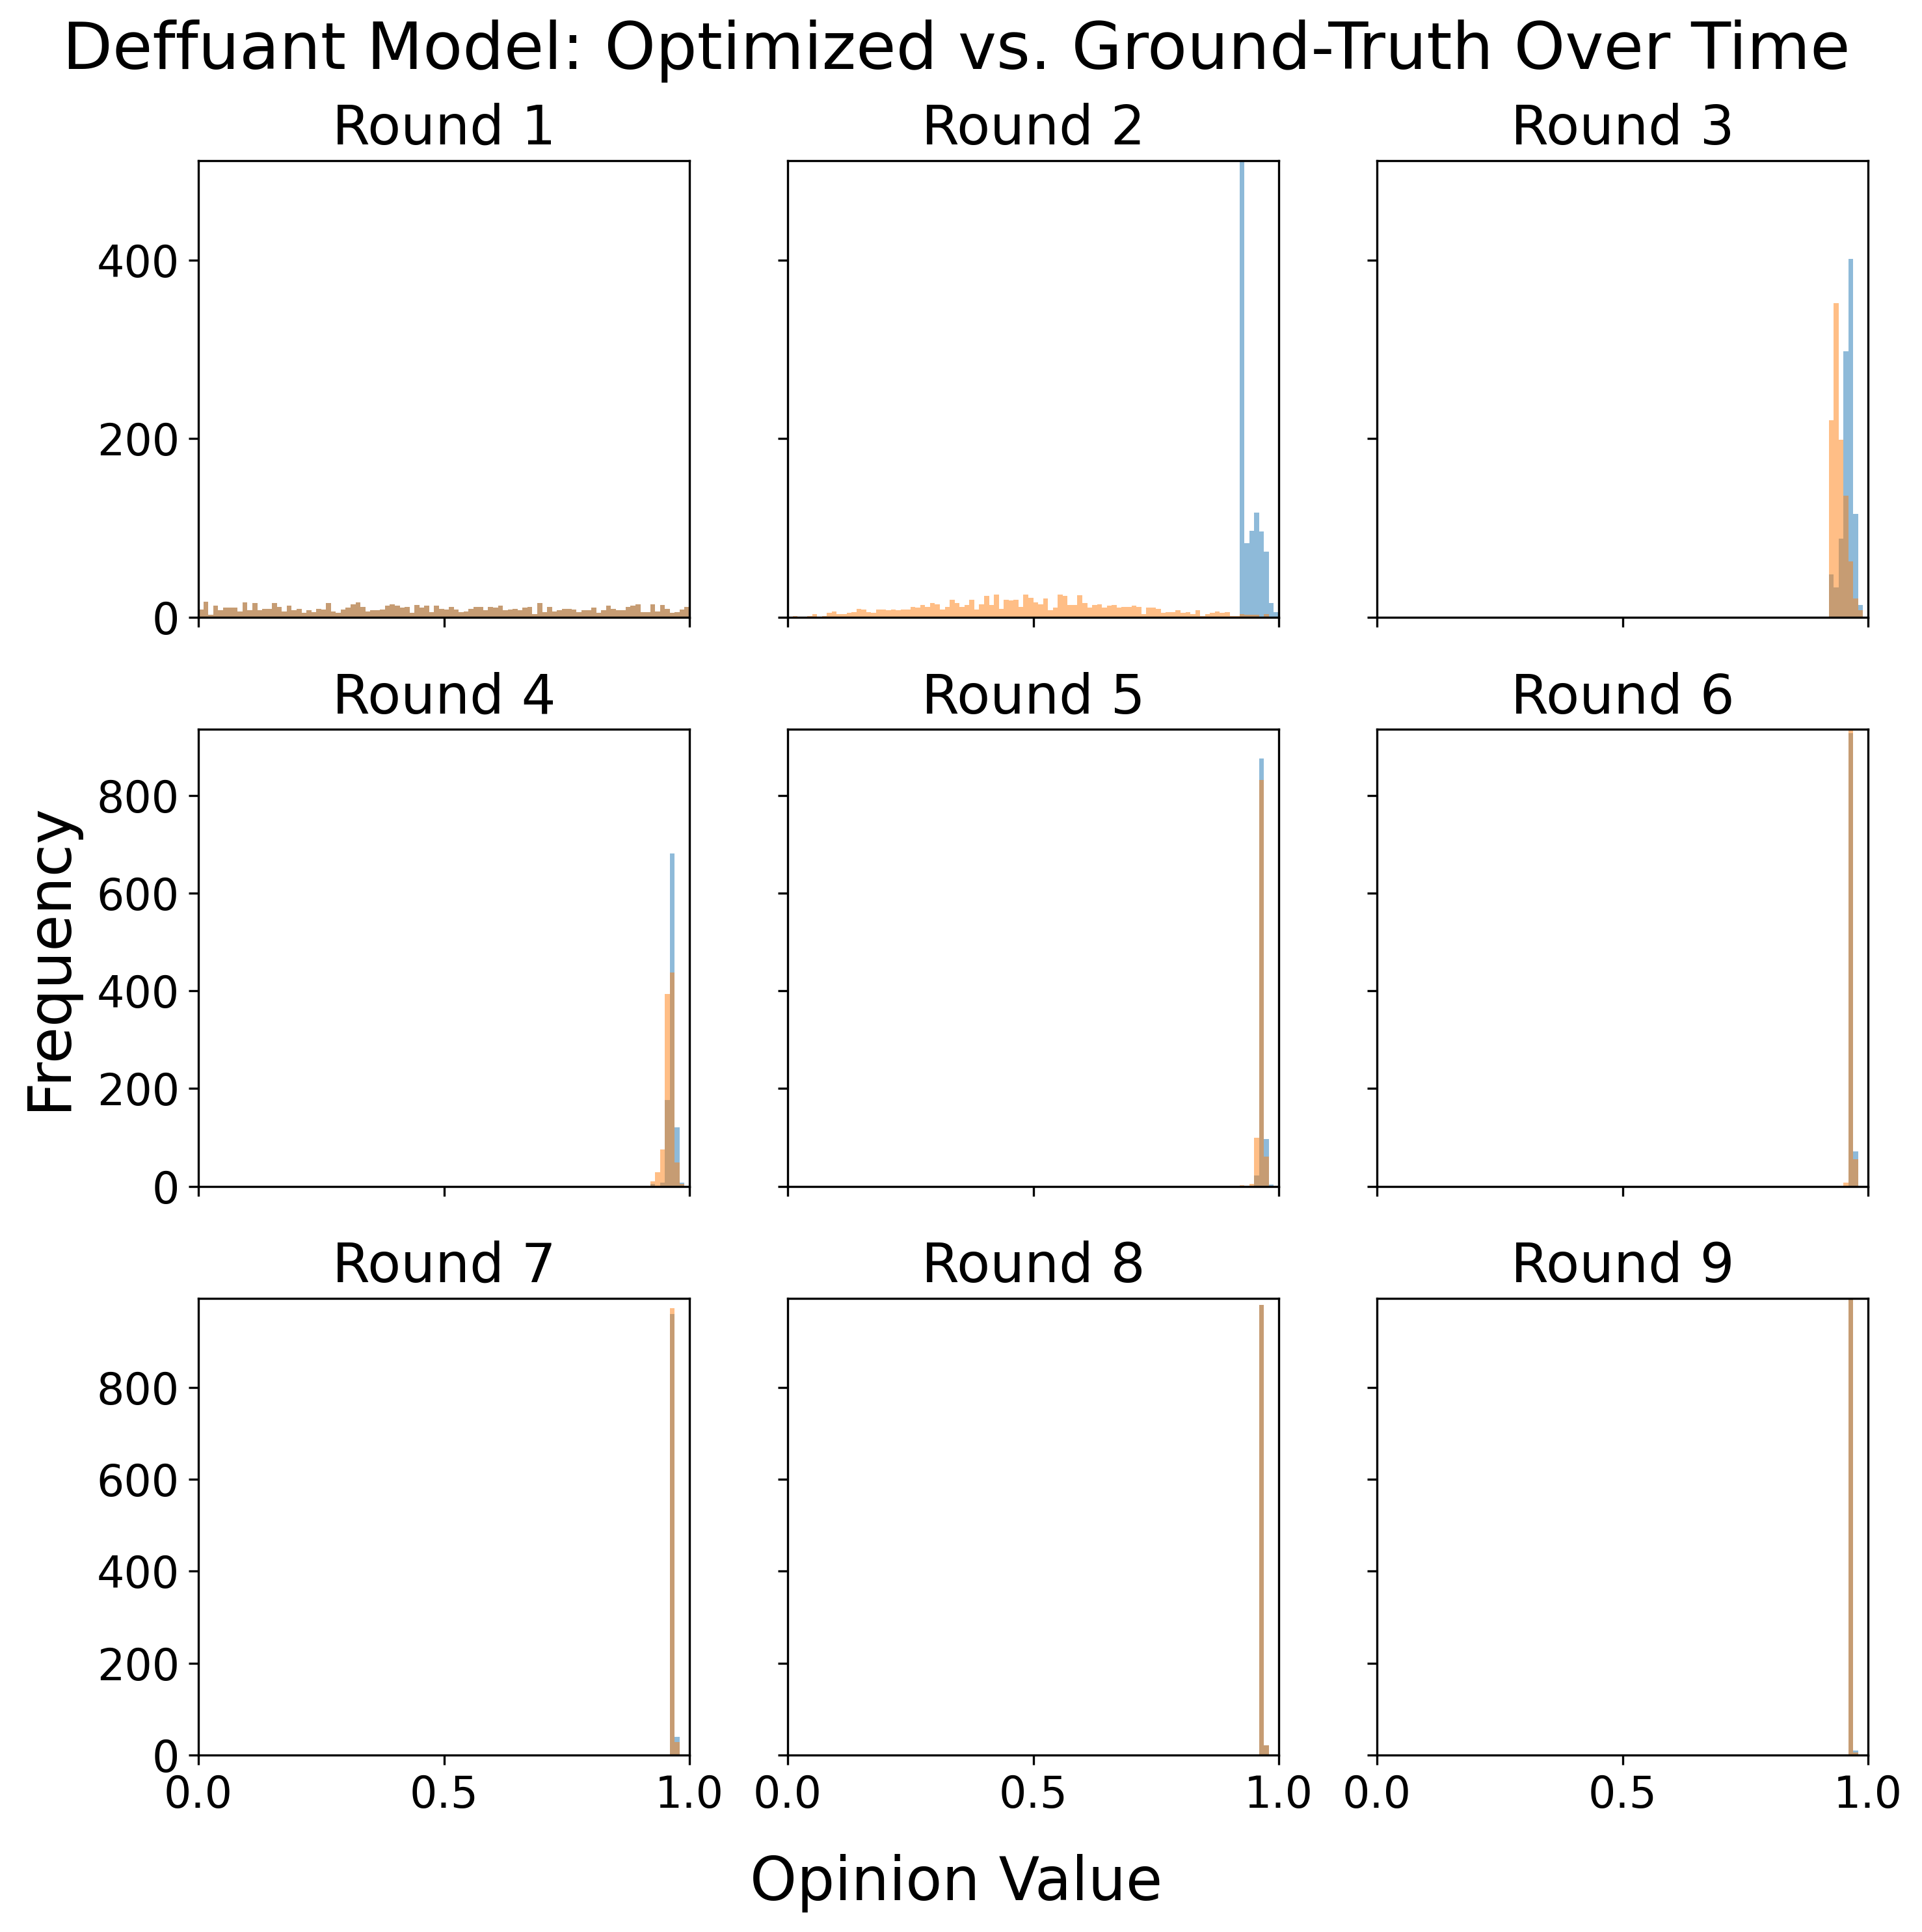 Deffuant Model: Optimized vs. Ground-Truth Over Time
Round 1
Round 2
Round 3
400
200
0
Round 4
Round 5
Round 6
Frequency
800
600
400
200
0
Round 7
Round 8
Round 9
800
600
400
200
0
0.0 0.5 1.0
0.0 0.5 1.0
0.0 0.5 1.0
Opinion Value